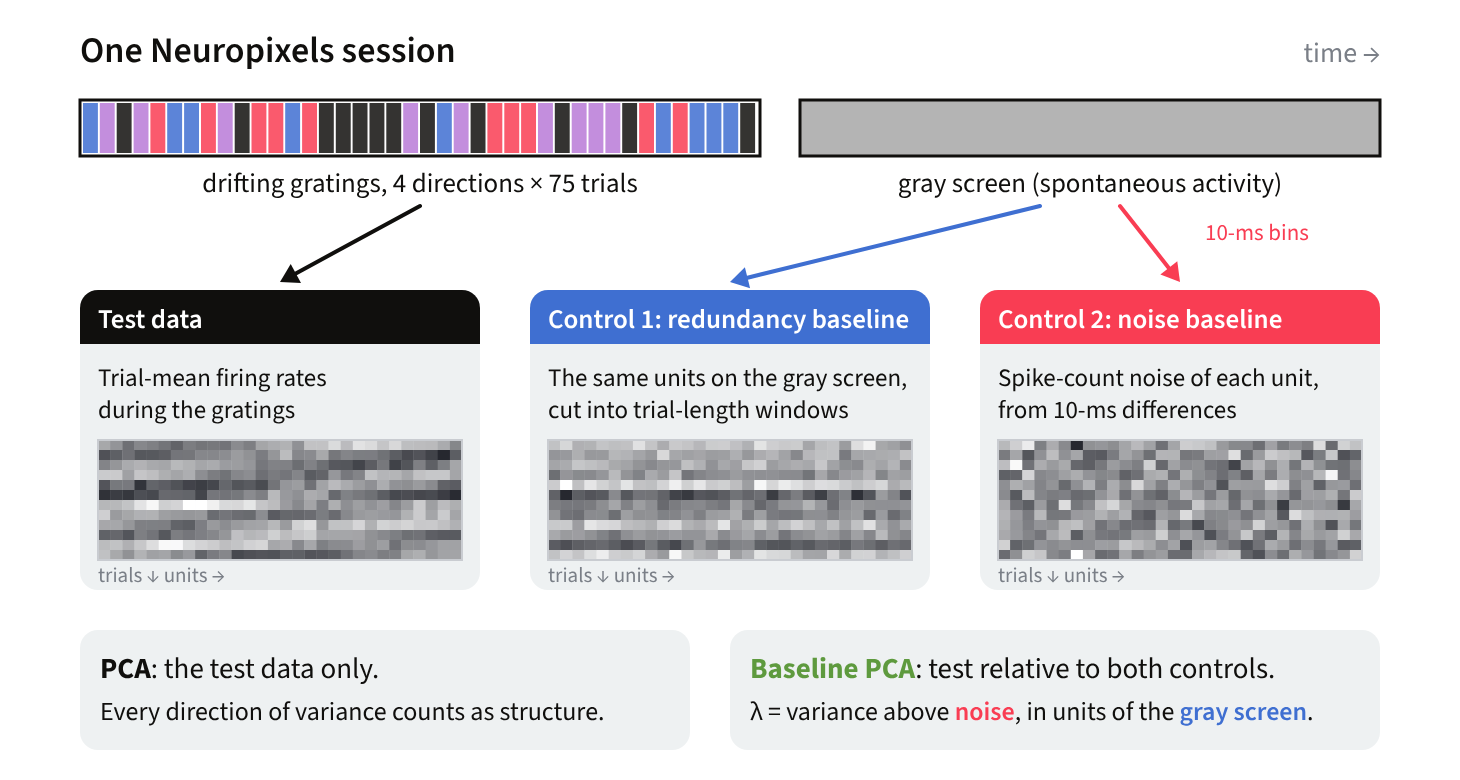 One Neuropixels session
time →
drifting gratings, 4 directions × 75 trials
gray screen (spontaneous activity)
10-ms bins
Test data
Trial-mean firing rates
during the gratings
trials ↓ units →
Control 1: redundancy baseline
The same units on the gray screen,
cut into trial-length windows
trials ↓ units →
Control 2: noise baseline
Spike-count noise of each unit,
from 10-ms differences
trials ↓ units →
PCA: the test data only.
Every direction of variance counts as structure.
Baseline PCA: test relative to both controls.
λ = variance above noise, in units of the gray screen.